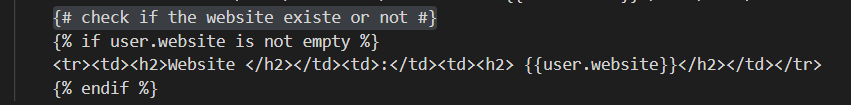 {# check if the website existe or not #}
{% if user.website is not empty %}
<tr><td><h2>Website </h2></td><td>:</td><td><h2> {{user.website}}</h2></td></tr>
{% endif %}